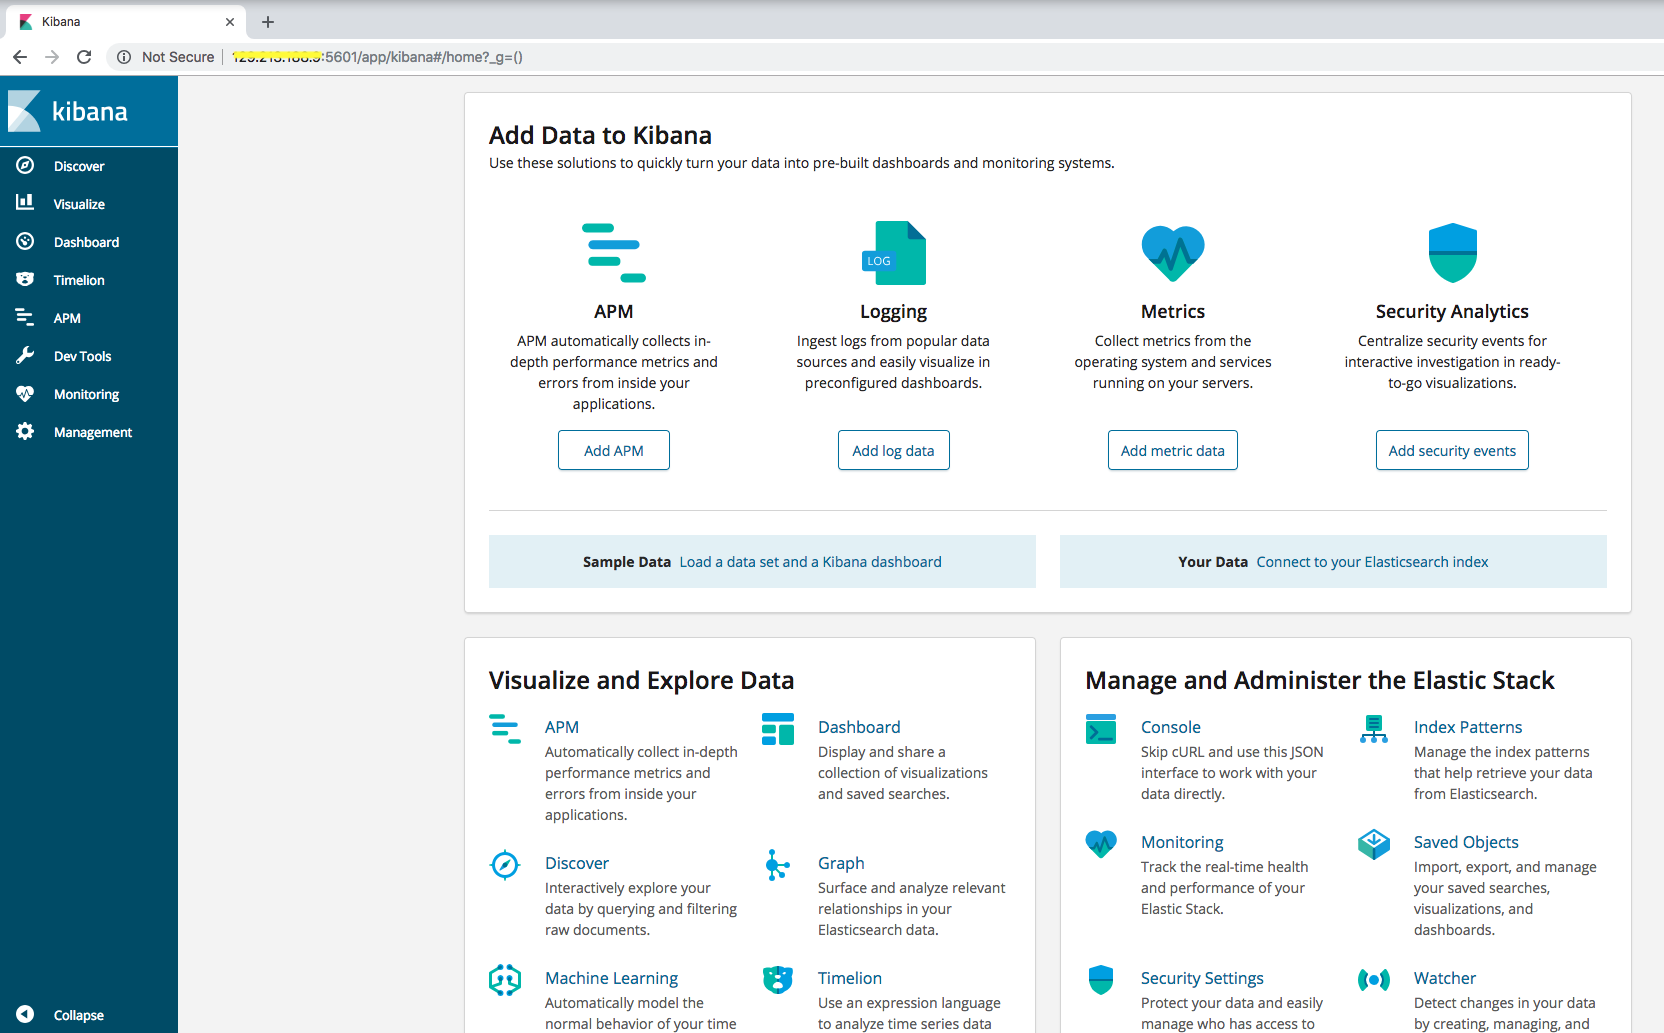 Kibana
Not Secure :5601/app/kibana#/home?_g=()
kibana
Discover
Visualize
Dashboard
Timelion
APM
Dev Tools
Monitoring
Management
Collapse
Add Data to Kibana
Use these solutions to quickly turn your data into pre-built dashboards and monitoring systems.
APM
APM automatically collects in-
depth performance metrics and
errors from inside your
applications.
Add APM
LOG
Logging
Ingest logs from popular data
sources and easily visualize in
preconfigured dashboards.
Add log data
Metrics
Collect metrics from the
operating system and services
running on your servers.
Add metric data
Security Analytics
Centralize security events for
interactive investigation in ready-
to-go visualizations.
Add security events
Sample Data Load a data set and a Kibana dashboard
Your Data Connect to your Elasticsearch index
Visualize and Explore Data
APM
Automatically collect in-depth
performance metrics and
errors from inside your
applications.
Dashboard
Display and share a
collection of visualizations
and saved searches.
Discover
Interactively explore your
data by querying and filtering
raw documents.
Graph
Surface and analyze relevant
relationships in your
Elasticsearch data.
Machine Learning
Automatically model the
normal behavior of your time
Timelion
Use an expression language
to analyze time series data
Manage and Administer the Elastic Stack
Console
Skip cURL and use this JSON
interface to work with your
data directly.
Index Patterns
Manage the index patterns
that help retrieve your data
from Elasticsearch.
Monitoring
Track the real-time health
and performance of your
Elastic Stack.
Saved Objects
Import, export, and manage
your saved searches,
visualizations, and
dashboards.
Security Settings
Protect your data and easily
manage who has access to
Watcher
Detect changes in your data
by creating, managing, and